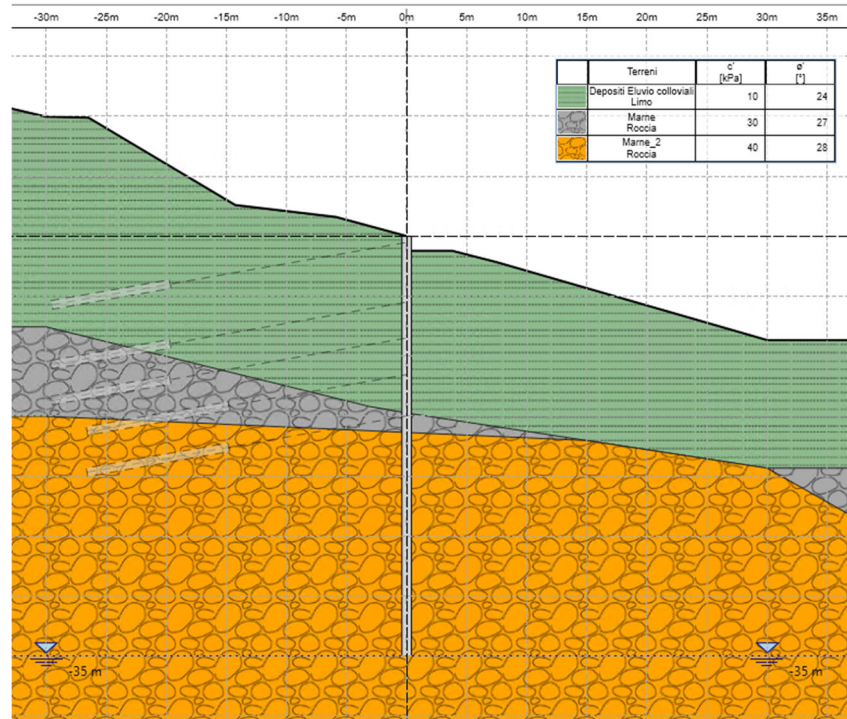 -30m -25m -20m -15m -10m -5m 0m 5m 10m 15m 20m 25m 30m 35m
Terreni c' ø'
[kPa] [°]
Depositi Eluvio colloviali 10 24
Limo
Marne 30 27
Roccia
Marne_2 40 28
Roccia
-35 m -35 m